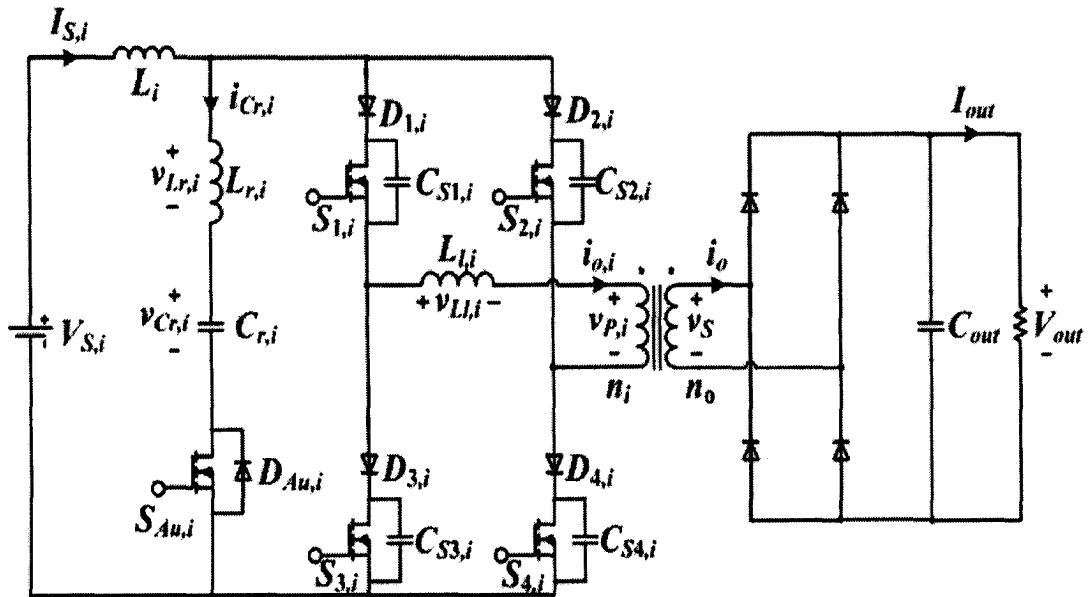 I_{S,i}
L_i
i_{Cr,i}
D_{1,i}
D_{2,i}
I_{out}
+
v_{Lr,i}
-
L_{r,i}
C_{S1,i}
C_{S2,i}
S_{1,i}
S_{2,i}
L_{l,i}
i_{o,i}
i_o
+ v_{Ll,i} -
+
v_{Cr,i}
-
C_{r,i}
+
V_{S,i}
+
v_{P,i}
-
+
v_S
-
C_{out}
+
V_{out}
-
n_i
n_o
D_{Au,i}
D_{3,i}
D_{4,i}
S_{Au,i}
C_{S3,i}
C_{S4,i}
S_{3,i}
S_{4,i}